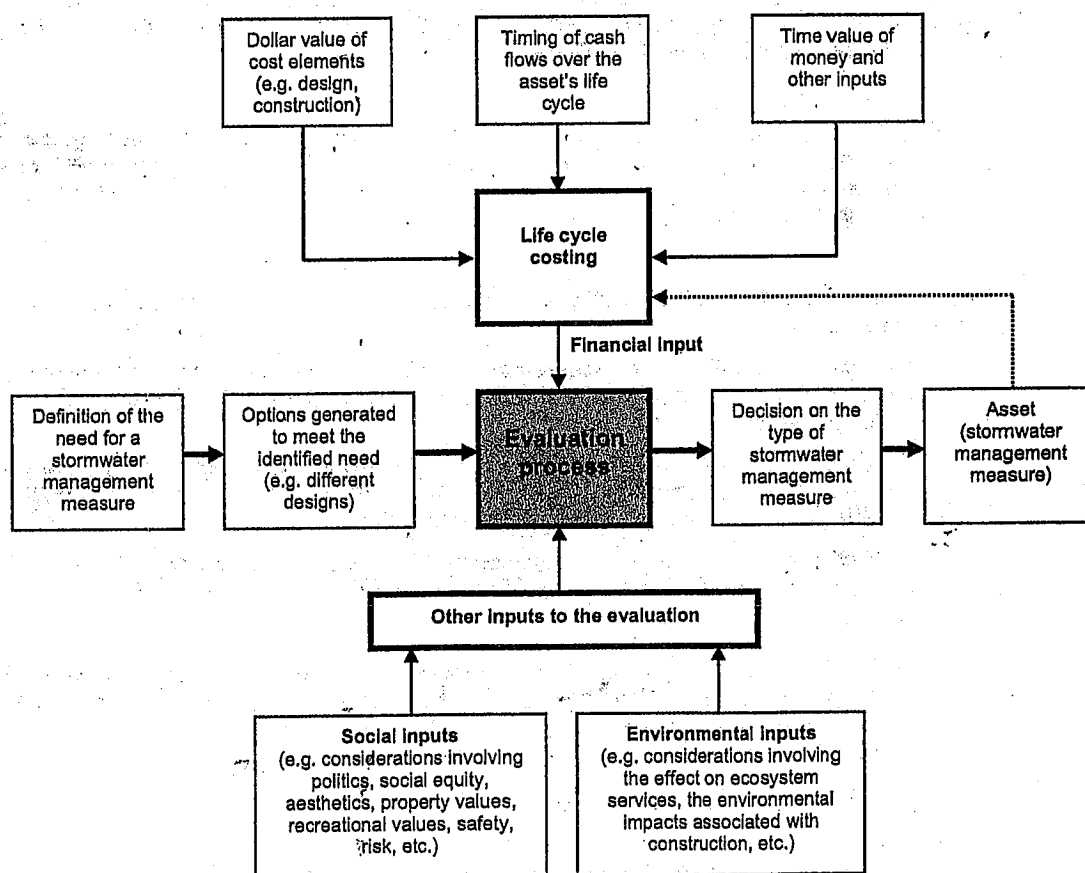 Dollar value of
cost elements
(e.g. design,
construction)
Timing of cash
flows over the
asset's life
cycle
Time value of
money and
other inputs
Life cycle
costing
Financial input
Definition of the
need for a
stormwater
management
measure
Options generated
to meet the
identified need
(e.g. different
designs)
Evaluation
process
Decision on the
type of
stormwater
management
measure
Asset
(stormwater
management
measure)
Other inputs to the evaluation
Social inputs
(e.g. considerations involving
politics, social equity,
aesthetics, property values,
recreational values, safety,
risk, etc.)
Environmental inputs
(e.g. considerations involving
the effect on ecosystem
services, the environmental
impacts associated with
construction, etc.)